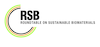 RSB
ROUNDTABLE ON SUSTAINABLE BIOMATERIALS